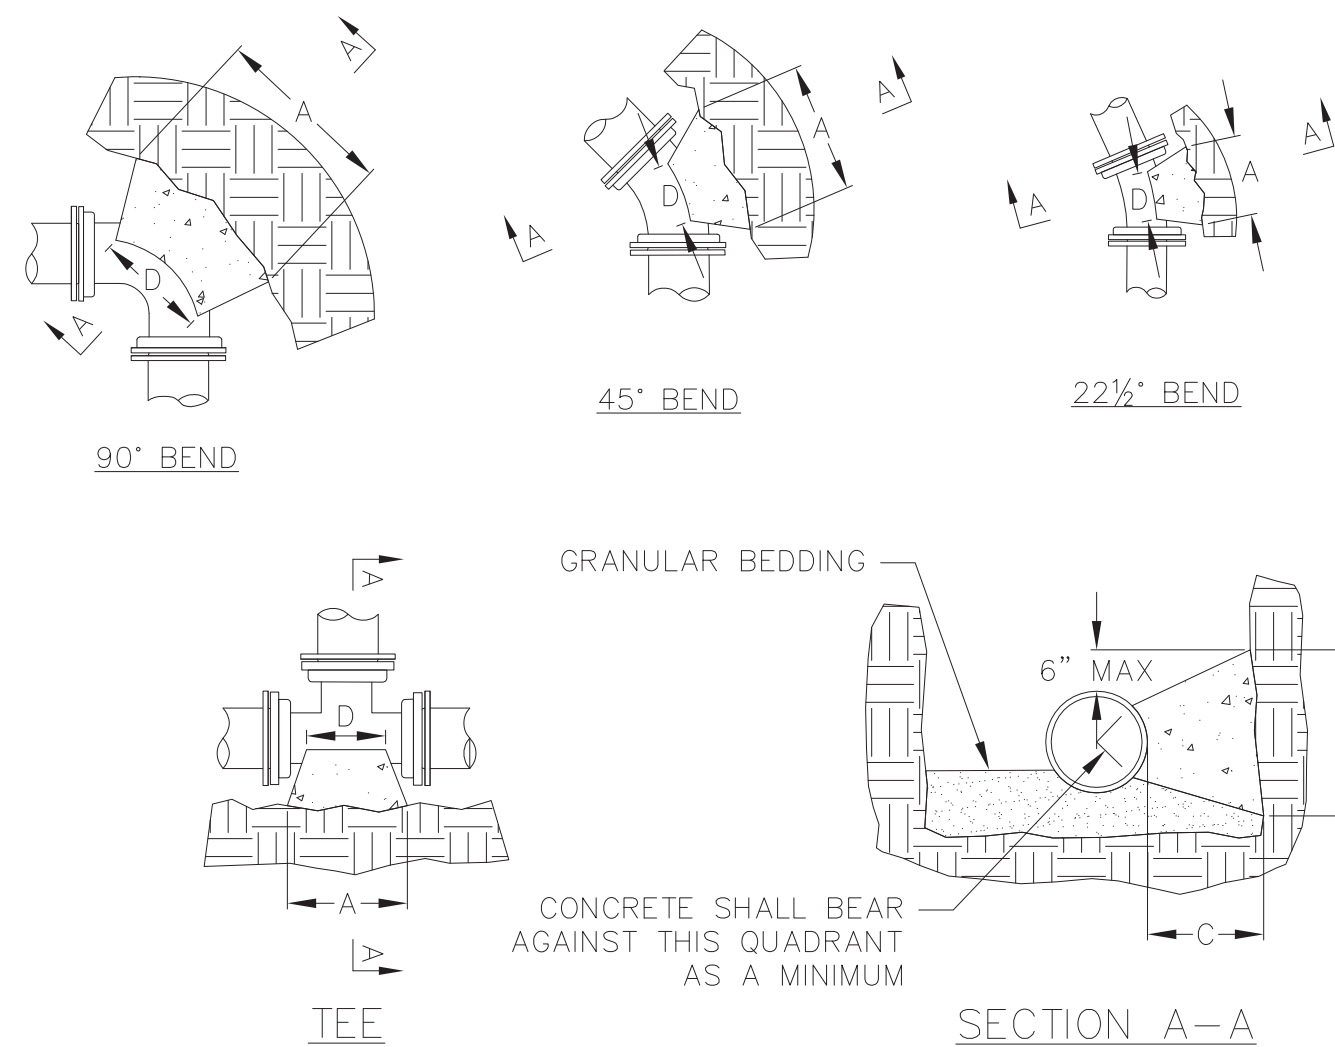 A
A
D
A
90° BEND
A
A
D
A
45° BEND
A
A
D
A
22½° BEND
A
D
A
A
TEE
GRANULAR BEDDING
6” MAX
CONCRETE SHALL BEAR
AGAINST THIS QUADRANT
AS A MINIMUM
C
SECTION A–A